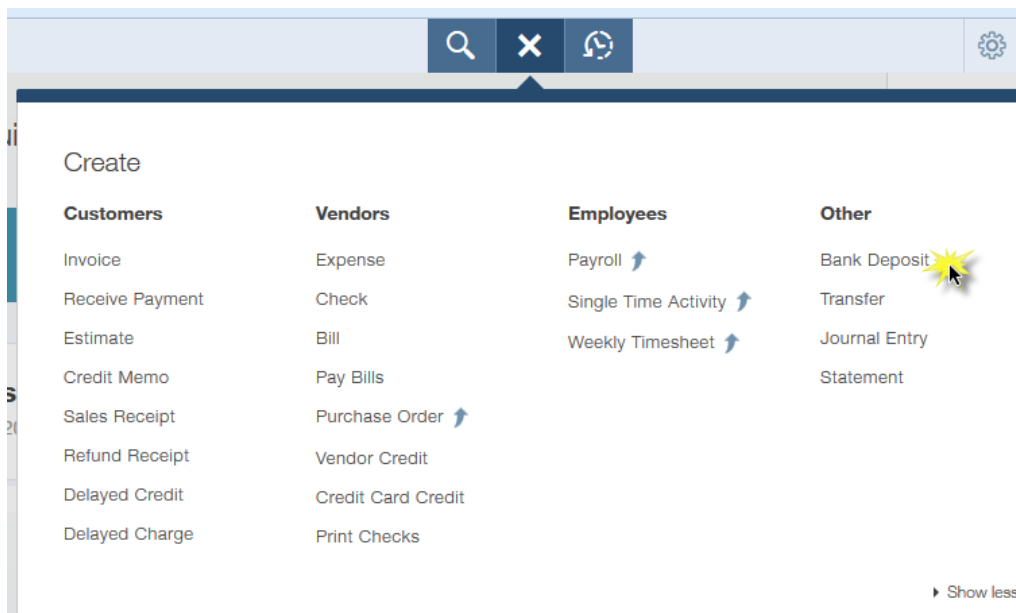 Create
Customers
Invoice
Receive Payment
Estimate
Credit Memo
Sales Receipt
Refund Receipt
Delayed Credit
Delayed Charge
Vendors
Expense
Check
Bill
Pay Bills
Purchase Order
Vendor Credit
Credit Card Credit
Print Checks
Employees
Payroll
Single Time Activity
Weekly Timesheet
Other
Bank Deposit
Transfer
Journal Entry
Statement
Show less